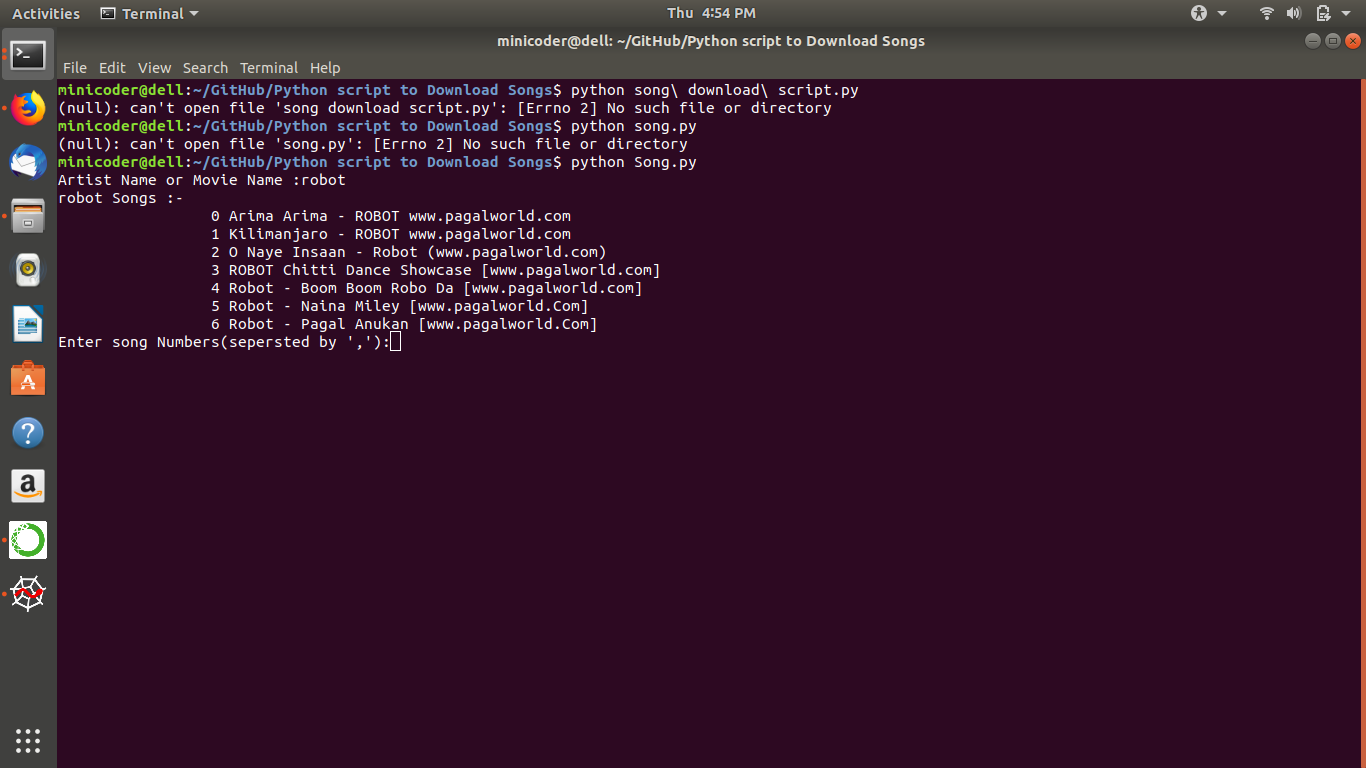 Activities Terminal Thu 4:54 PM
minicoder@dell: ~/GitHub/Python script to Download Songs
File Edit View Search Terminal Help
minicoder@dell:~/GitHub/Python script to Download Songs$ python song\ download\ script.py
(null): can't open file 'song download script.py': [Errno 2] No such file or directory
minicoder@dell:~/GitHub/Python script to Download Songs$ python song.py
(null): can't open file 'song.py': [Errno 2] No such file or directory
minicoder@dell:~/GitHub/Python script to Download Songs$ python Song.py
Artist Name or Movie Name :robot
robot Songs :-
0 Arima Arima - ROBOT www.pagalworld.com
1 Kilimanjaro - ROBOT www.pagalworld.com
2 O Naye Insaan - Robot (www.pagalworld.com)
3 ROBOT Chitti Dance Showcase [www.pagalworld.com]
4 Robot - Boom Boom Robo Da [www.pagalworld.com]
5 Robot - Naina Miley [www.pagalworld.Com]
6 Robot - Pagal Anukan [www.pagalworld.Com]
Enter song Numbers(sepersted by ','):